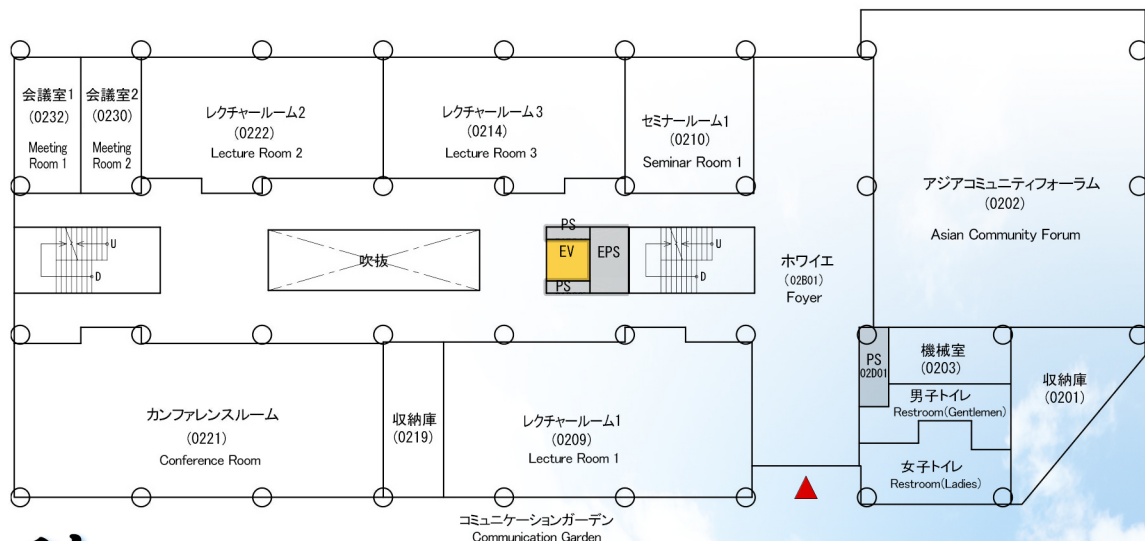 会議室1
(0232)
Meeting
Room 1
会議室2
(0230)
Meeting
Room 2
レクチャールーム2
(0222)
Lecture Room 2
レクチャールーム3
(0214)
Lecture Room 3
セミナールーム1
(0210)
Seminar Room 1
アジアコミュニティフォーラム
(0202)
Asian Community Forum
U
D
吹抜
PS
EV
PS
EPS
U
D
ホワイエ
(02B01)
Foyer
カンファレンスルーム
(0221)
Conference Room
収納庫
(0219)
レクチャールーム1
(0209)
Lecture Room 1
PS
02D01
機械室
(0203)
男子トイレ
Restroom(Gentlemen)
女子トイレ
Restroom(Ladies)
収納庫
(0201)
コミュニケーションガーデン
Communication Garden